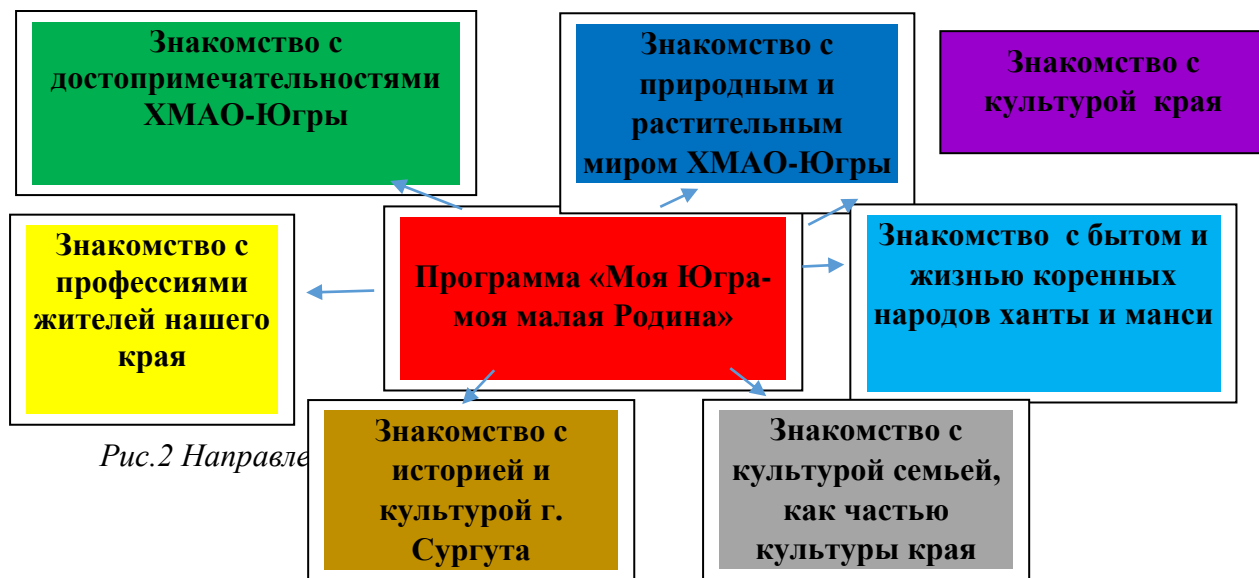 Знакомство с
достопримечательностями
ХМАО-Югры
Знакомство с
природным и
растительным
миром ХМАО-Югры
Знакомство с
культурой края
Знакомство с
профессиями
жителей нашего
края
Программа «Моя Югра-
моя малая Родина»
Знакомство с бытом и
жизнью коренных
народов ханты и манси
Рис.2
Знакомство с
историей и
культурой г.
Сургута
Знакомство с
культурой семьей,
как частью
культуры края